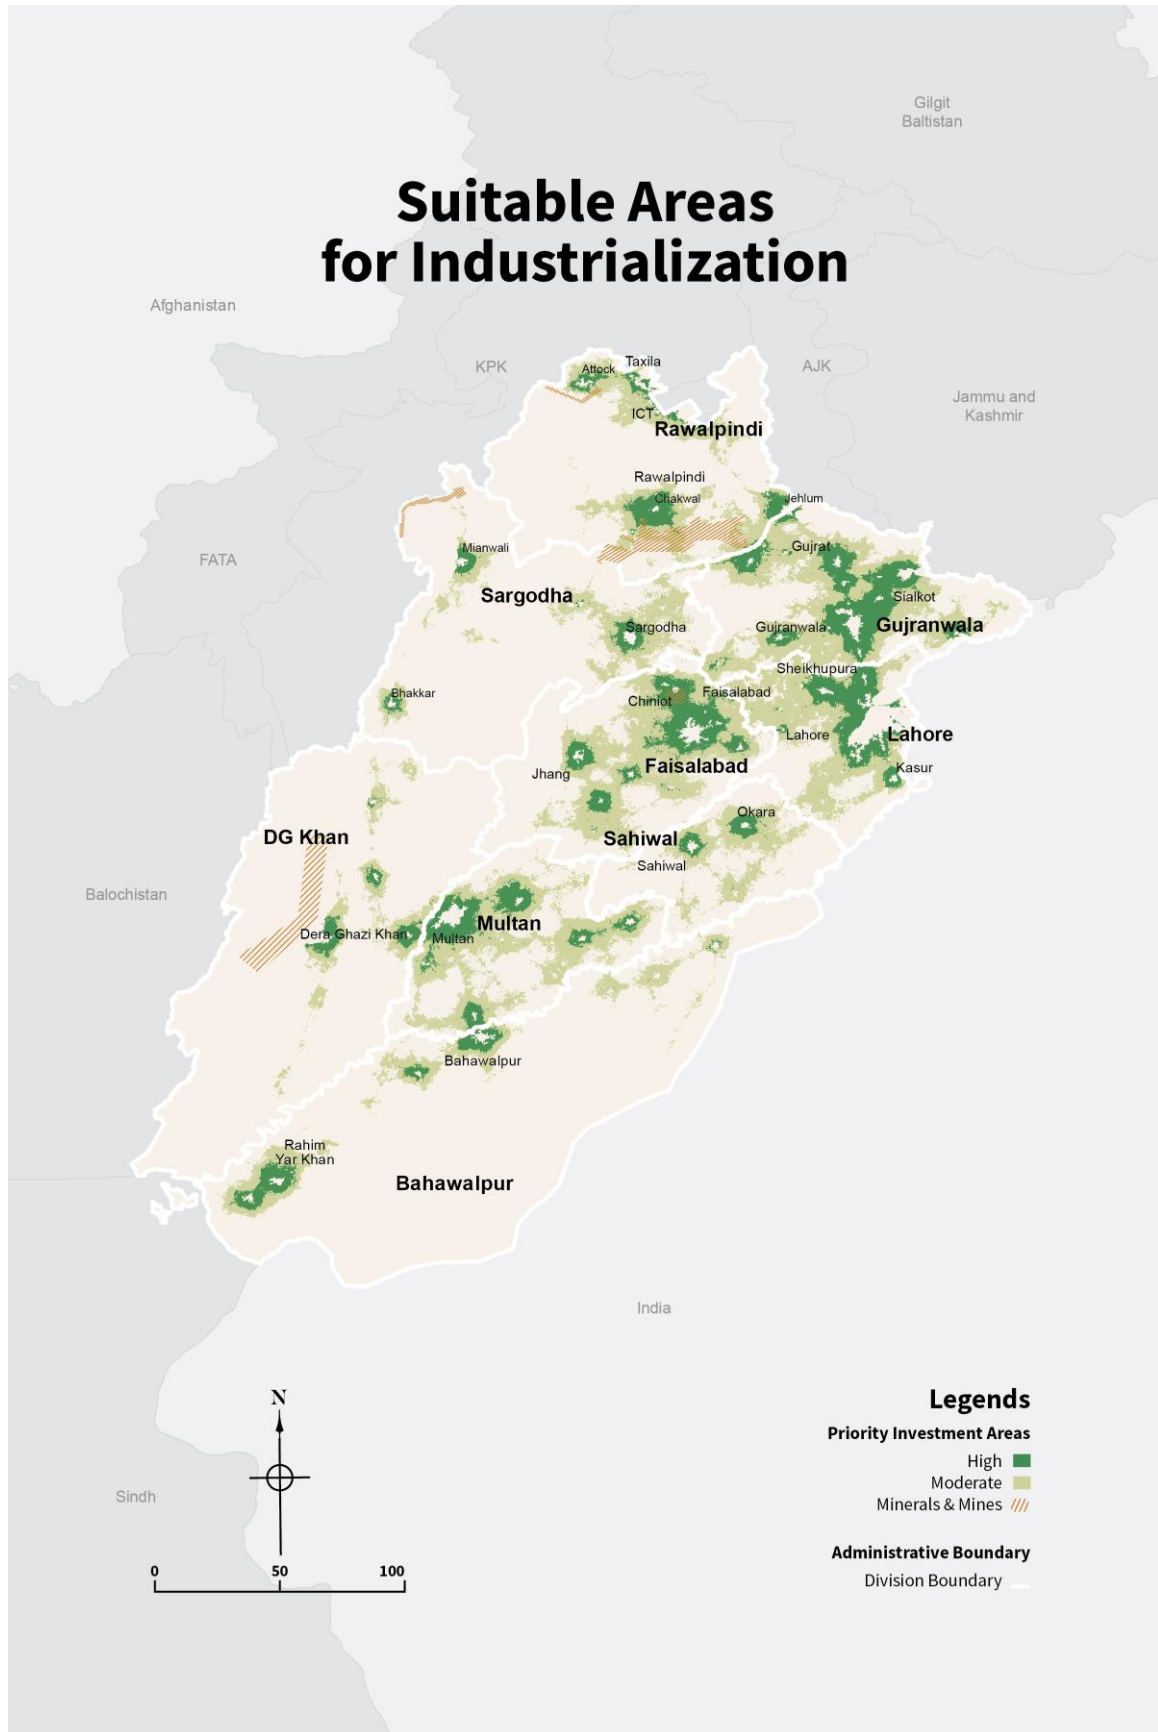 Gilgit
Baltistan
Suitable Areas
for Industrialization
Afghanistan
KPK
Attock
Taxila
AJK
Jammu and
Kashmir
ICT
Rawalpindi
Rawalpindi
Chakwal
Jehlum
FATA
Mianwali
Gujrat
Sargodha
Sialkot
Sargodha
Gujranwala
Gujranwala
Sheikhupura
Bhakkar
Chiniot
Faisalabad
Lahore
Lahore
Jhang
Faisalabad
Kasur
DG Khan
Okara
Sahiwal
Sahiwal
Balochistan
Dera Ghazi Khan
Multan
Multan
Bahawalpur
Rahim
Yar Khan
Bahawalpur
India
N
Legends
Priority Investment Areas
High
Moderate
Minerals & Mines
Sindh
0 50 100
Administrative Boundary
Division Boundary